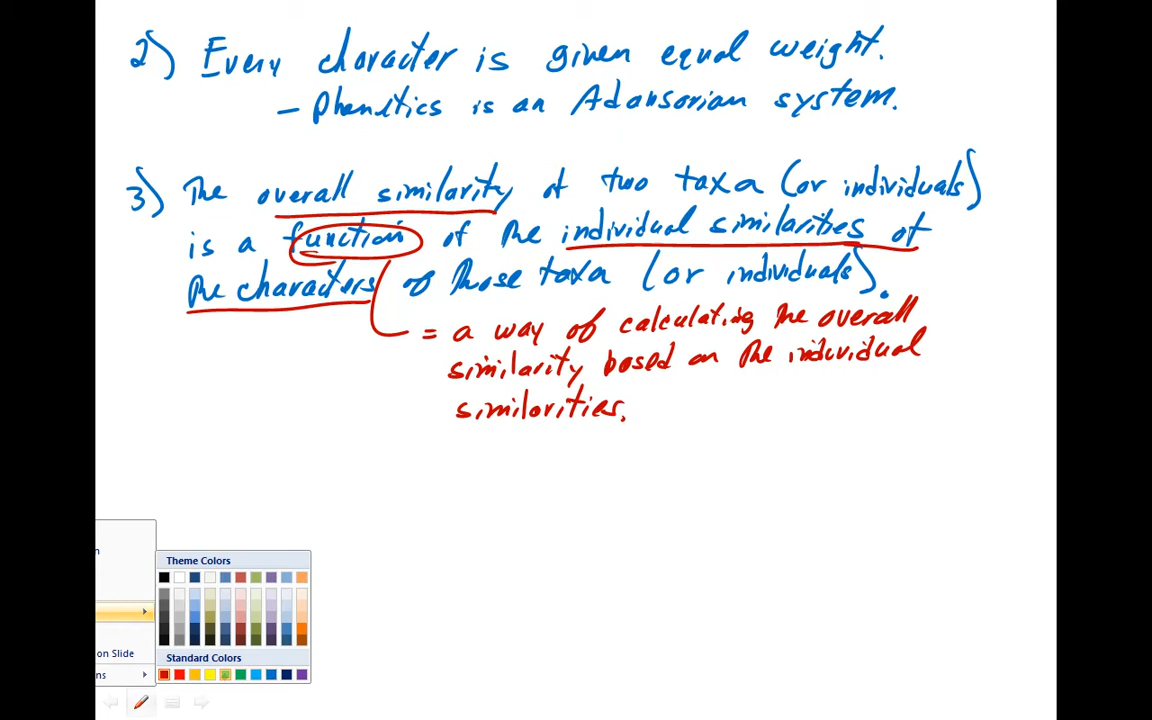 2) Every character is given equal weight.
- Phenetics is an Adansonian system.
3) The overall similarity of two taxa (or individuals)
is a function of the individual similarities of
the characters of those taxa (or individuals).
= a way of calculating the overall
similarity based on the individual
similarities.
Theme Colors
Standard Colors
on Slide
ns